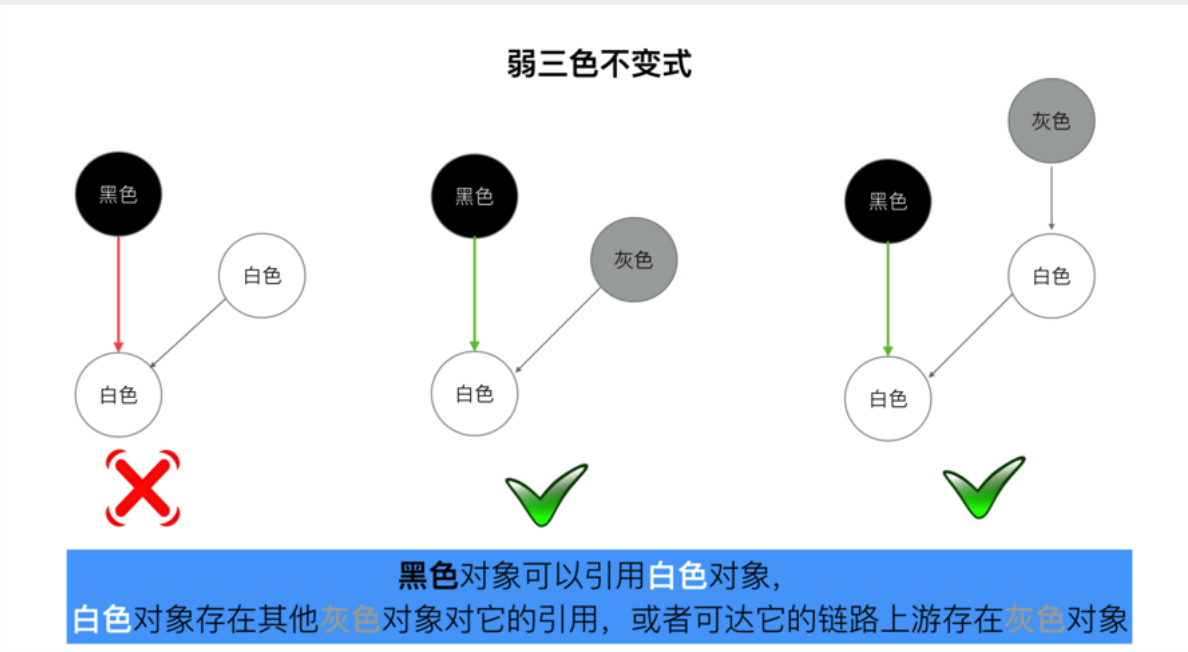 弱三色不变式
灰色
黑色
黑色
黑色
灰色
白色
白色
白色
白色
白色
黑色对象可以引用白色对象，
白色对象存在其他灰色对象对它的引用，或者可达它的链路上游存在灰色对象